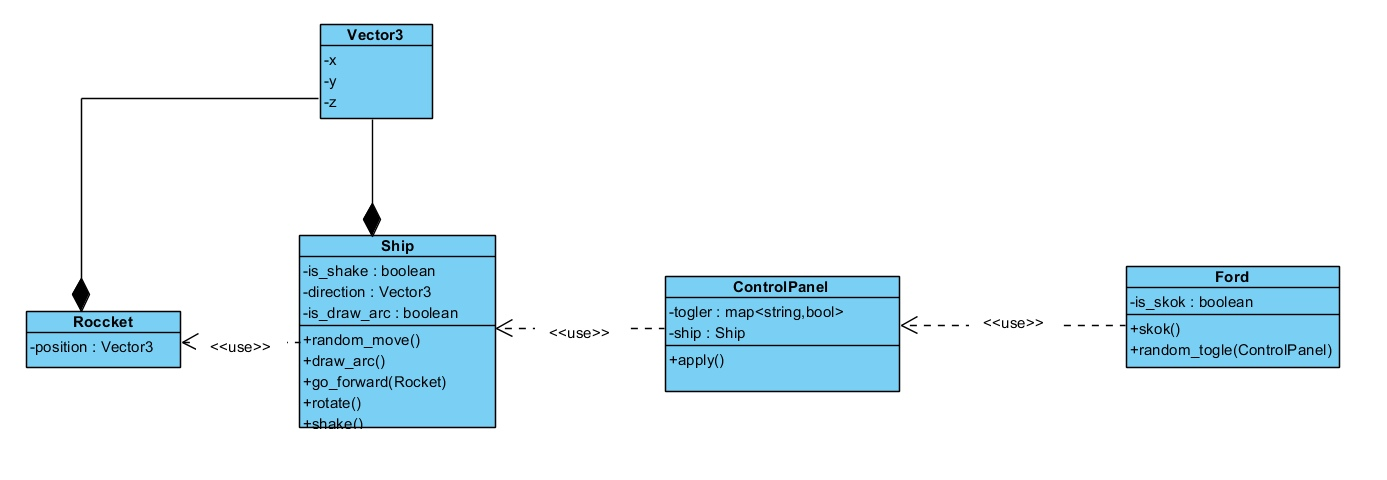 Vector3
-x
-y
-z
Roccket
-position : Vector3
<<use>>
Ship
-is_shake : boolean
-direction : Vector3
-is_draw_arc : boolean
+random_move()
+draw_arc()
+go_forward(Rocket)
+rotate()
+shake()
<<use>>
ControlPanel
-togler : map<string,bool>
-ship : Ship
+apply()
<<use>>
Ford
-is_skok : boolean
+skok()
+random_togle(ControlPanel)